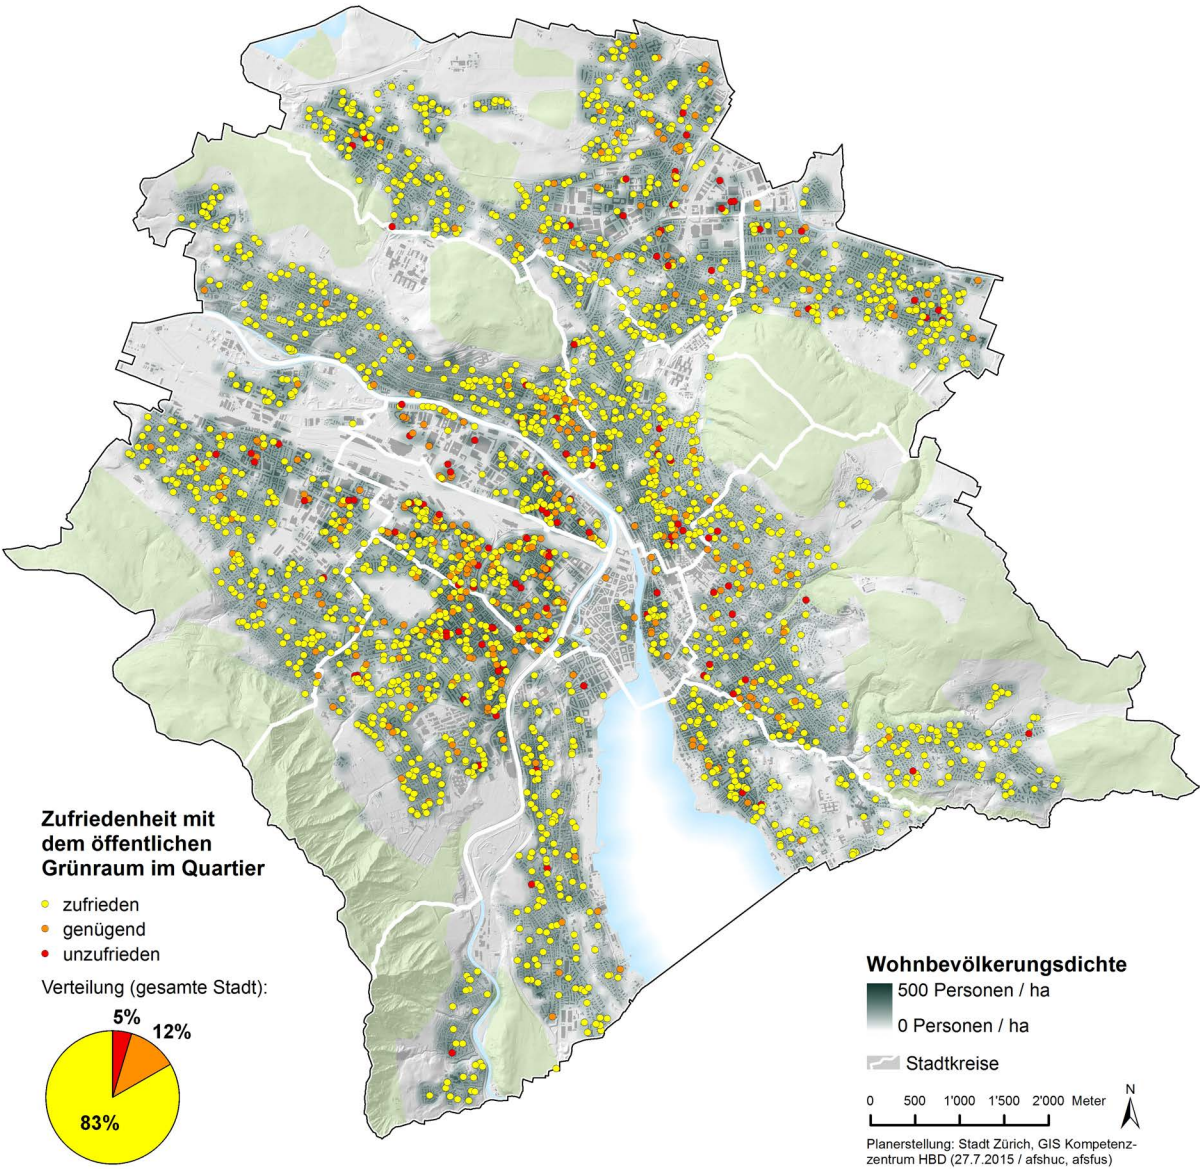 Zufriedenheit mit
dem öffentlichen
Grünraum im Quartier
zufrieden
genügend
unzufrieden
Verteilung (gesamte Stadt):
5%
12%
83%
Wohnbevölkerungsdichte
500 Personen / ha
0 Personen / ha
Stadtkreise
N
0 500 1'000 1'500 2'000 Meter
Planerstellung: Stadt Zürich, GIS Kompetenz-
zentrum HBD (27.7.2015 / afshuc, afsfus)